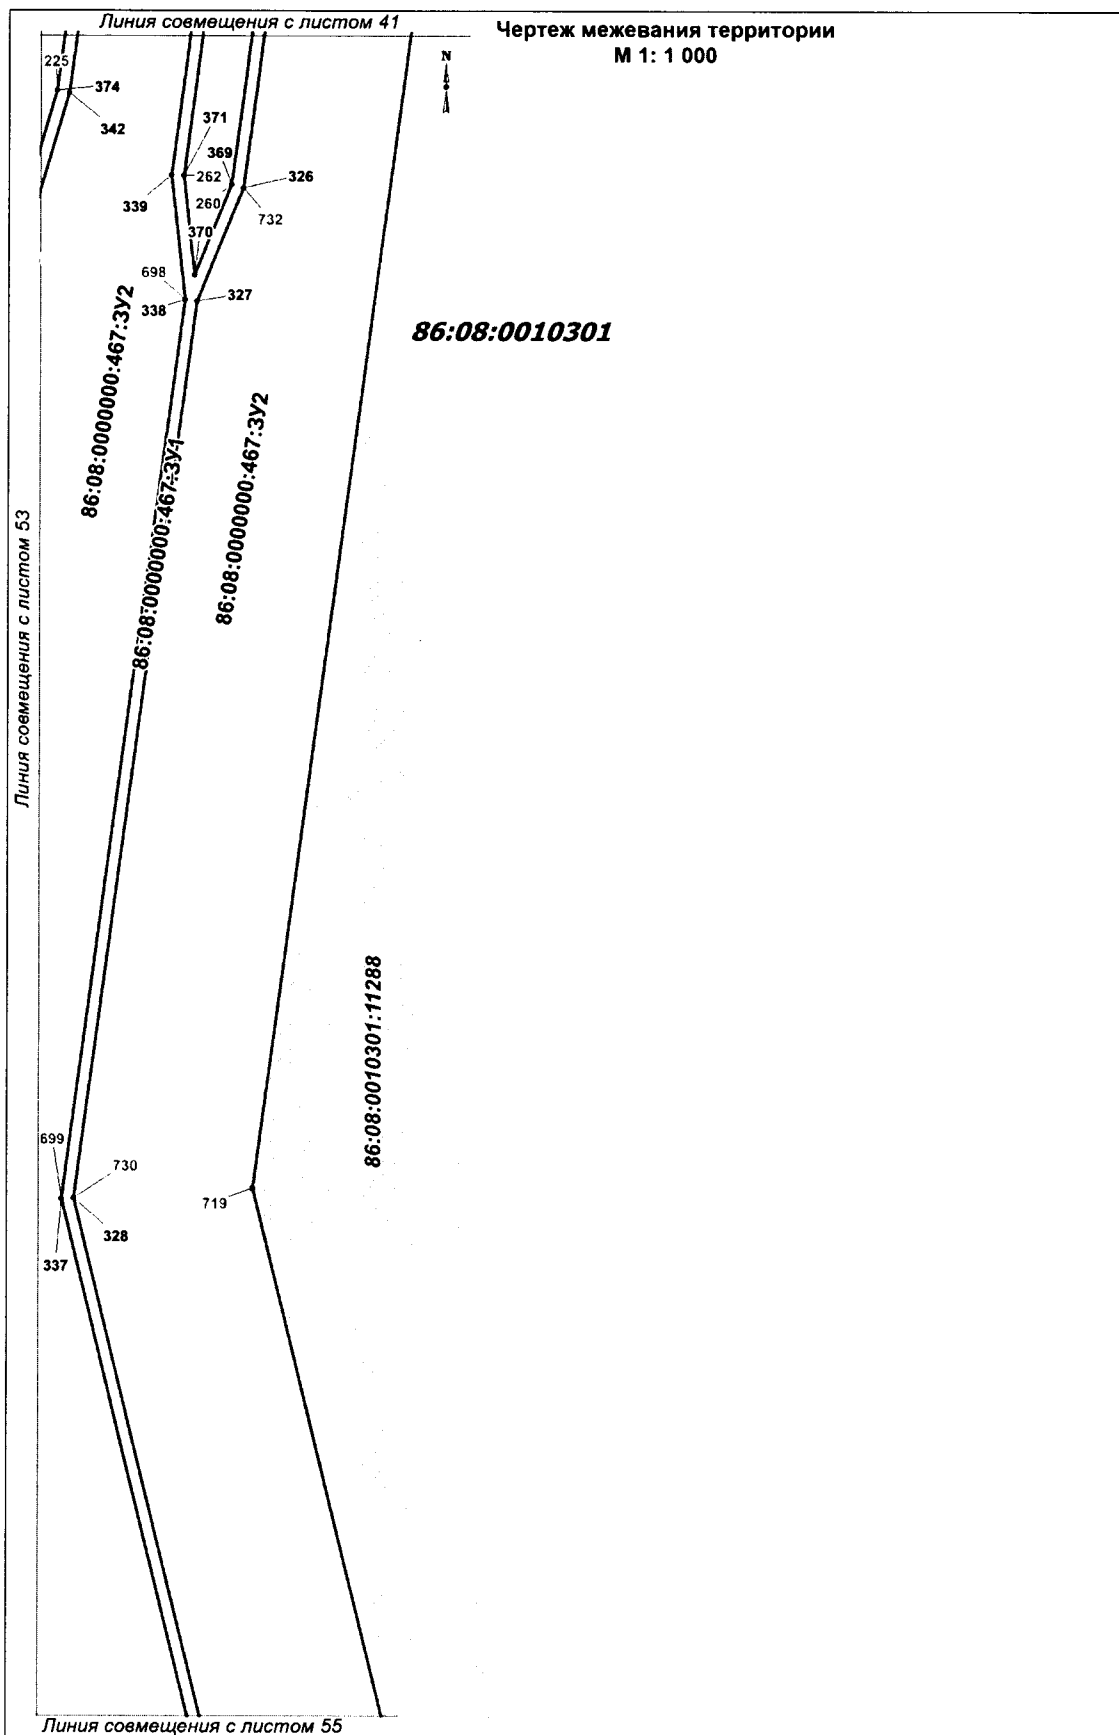 Линия совмещения с листом 41
Чертеж межевания территории
М 1: 1 000
N
225
374
342
371
369
262
326
339
260
732
370
698
327
338
86:08:0010301
86:08:0000000:467:ЗУ2
86:08:0000000:467:ЗУ1
86:08:0000000:467:ЗУ2
Линия совмещения с листом 53
86:08:0010301:11288
699
730
719
328
337
Линия совмещения с листом 55